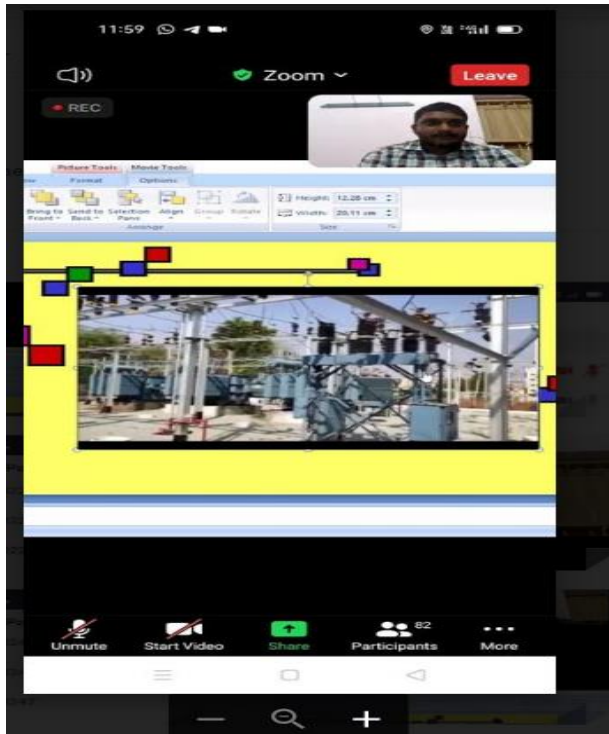 11:59
Zoom
Leave
REC
Picture Tools Movie Tools
Format Options
Bring to Front Send to Back Selection Pane Align Group Rotate
Height: 12.28 cm
Width: 20.11 cm
Arrange Size
82
Unmute Start Video Share Participants More